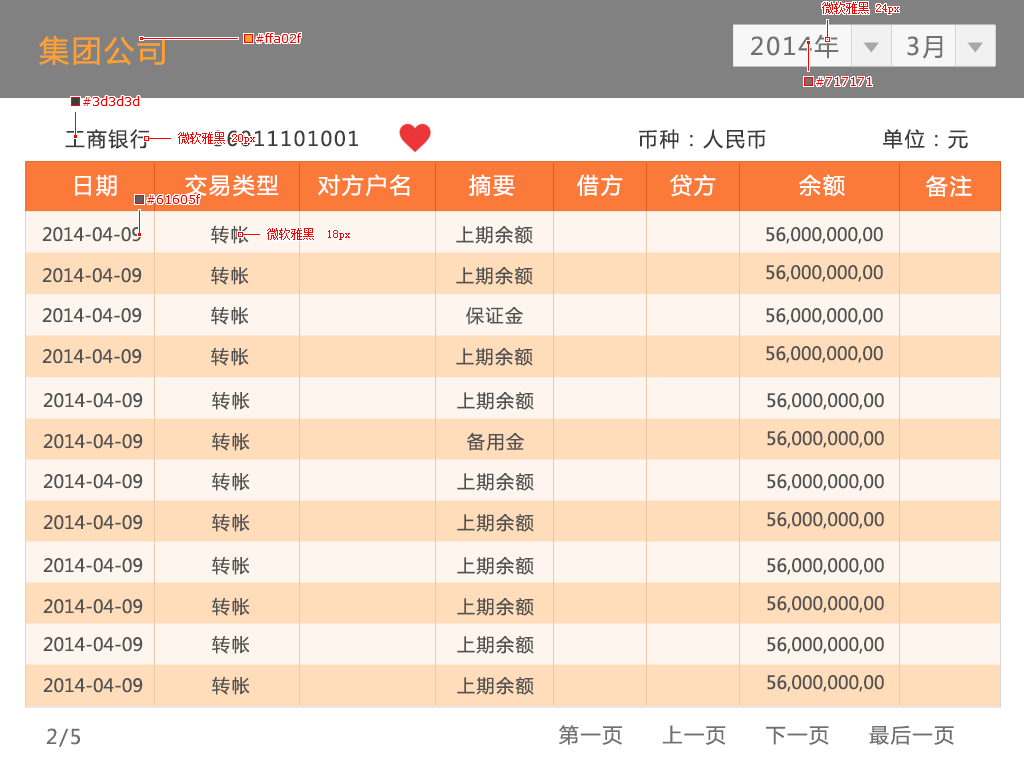 微软雅黑 24px
集团公司 #ffa02f 2014年 3月
#717171
#3d3d3d
工商银行 微软雅黑 20px 6011101001 币种：人民币 单位：元
日期 交易类型 对方户名 摘要 借方 贷方 余额 备注
#61605f
2014-04-09 转帐 微软雅黑 18px 上期余额 56,000,000,00
2014-04-09 转帐 上期余额 56,000,000,00
2014-04-09 转帐 保证金 56,000,000,00
2014-04-09 转帐 上期余额 56,000,000,00
2014-04-09 转帐 上期余额 56,000,000,00
2014-04-09 转帐 备用金 56,000,000,00
2014-04-09 转帐 上期余额 56,000,000,00
2014-04-09 转帐 上期余额 56,000,000,00
2014-04-09 转帐 上期余额 56,000,000,00
2014-04-09 转帐 上期余额 56,000,000,00
2014-04-09 转帐 上期余额 56,000,000,00
2014-04-09 转帐 上期余额 56,000,000,00
2/5 第一页 上一页 下一页 最后一页